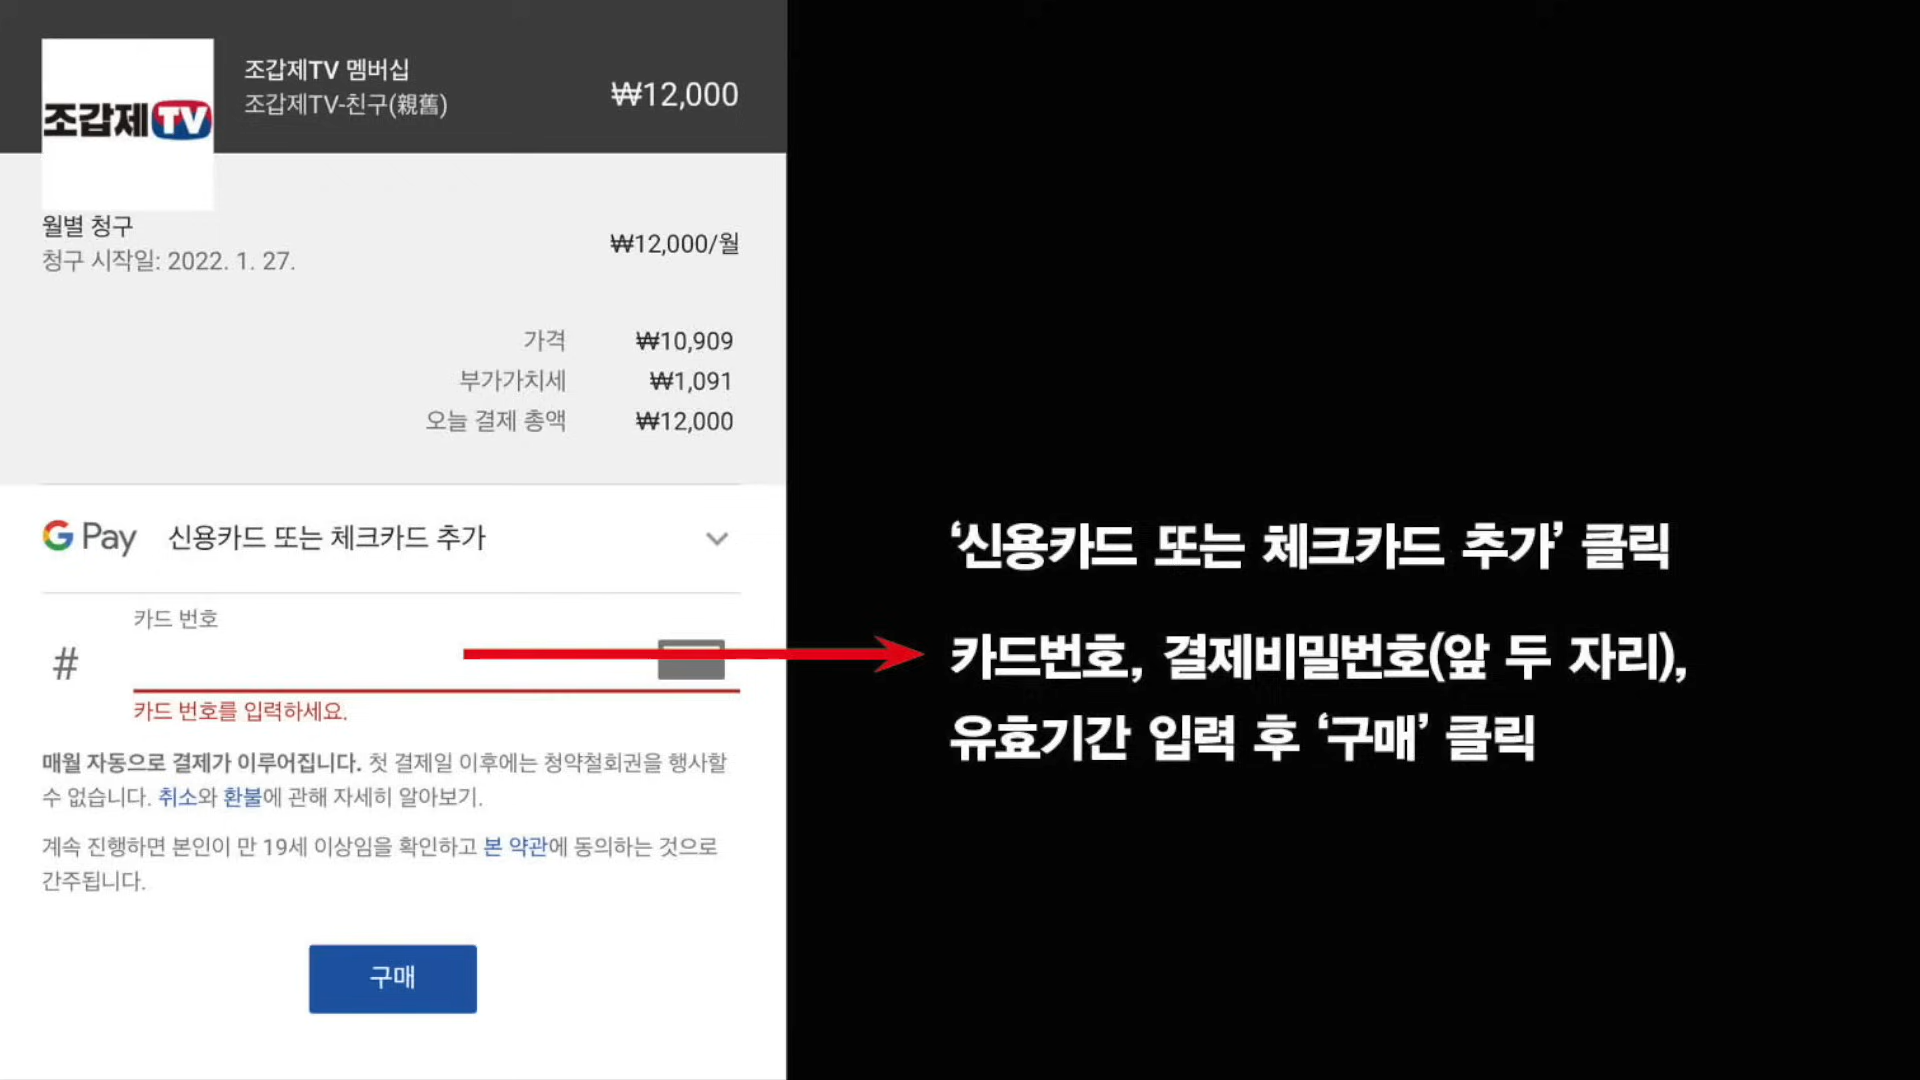 조갑제TV
조갑제TV 멤버십
조갑제TV-친구(親舊)
₩12,000
월별 청구
청구 시작일: 2022. 1. 27.
₩12,000/월
가격 ₩10,909
부가가치세 ₩1,091
오늘 결제 총액 ₩12,000
G Pay 신용카드 또는 체크카드 추가
카드 번호
#
카드 번호를 입력하세요.
매월 자동으로 결제가 이루어집니다. 첫 결제일 이후에는 청약철회권을 행사할
수 없습니다. 취소와 환불에 관해 자세히 알아보기.
계속 진행하면 본인이 만 19세 이상임을 확인하고 본 약관에 동의하는 것으로
간주됩니다.
구매
‘신용카드 또는 체크카드 추가’ 클릭
카드번호, 결제비밀번호(앞 두 자리),
유효기간 입력 후 ‘구매’ 클릭